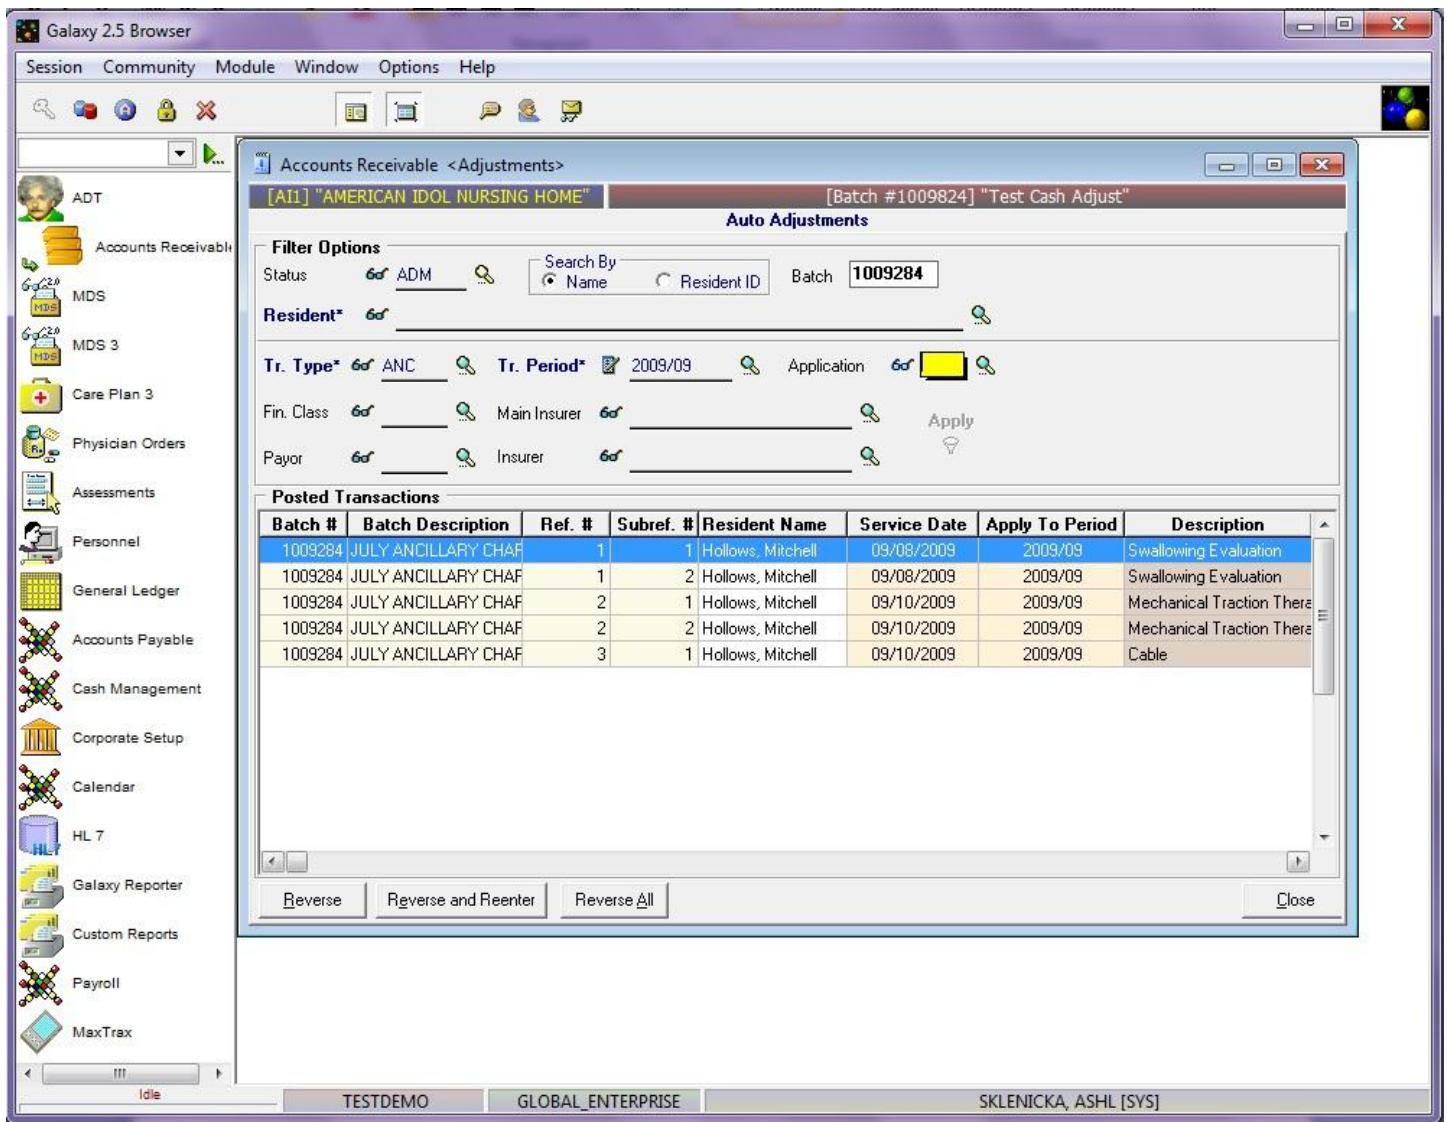 Galaxy 2.5 Browser
Session Community Module Window Options Help
Accounts Receivable <Adjustments>
[AI1] "AMERICAN IDOL NURSING HOME" [Batch #1009824] "Test Cash Adjust"
Auto Adjustments
Filter Options
Status ADM Search By Name Resident ID Batch 1009284
Resident*
Tr. Type* ANC Tr. Period* 2009/09 Application
Fin. Class Main Insurer Apply
Payor Insurer
Posted Transactions
Batch # Batch Description Ref. # Subref. # Resident Name Service Date Apply To Period Description
1009284 JULY ANCILLARY CHAR 1 1 Hollows, Mitchell 09/08/2009 2009/09 Swallowing Evaluation
1009284 JULY ANCILLARY CHAR 1 2 Hollows, Mitchell 09/08/2009 2009/09 Swallowing Evaluation
1009284 JULY ANCILLARY CHAR 2 1 Hollows, Mitchell 09/10/2009 2009/09 Mechanical Traction Thera
1009284 JULY ANCILLARY CHAR 2 2 Hollows, Mitchell 09/10/2009 2009/09 Mechanical Traction Thera
1009284 JULY ANCILLARY CHAR 3 1 Hollows, Mitchell 09/10/2009 2009/09 Cable
Reverse Reverse and Reenter Reverse All Close
ADT
Accounts Receivabl
MDS
MDS 3
Care Plan 3
Physician Orders
Assessments
Personnel
General Ledger
Accounts Payable
Cash Management
Corporate Setup
Calendar
HL 7
Galaxy Reporter
Custom Reports
Payroll
MaxTrax
Idle TESTDEMO GLOBAL_ENTERPRISE SKLENICKA, ASHL [SYS]